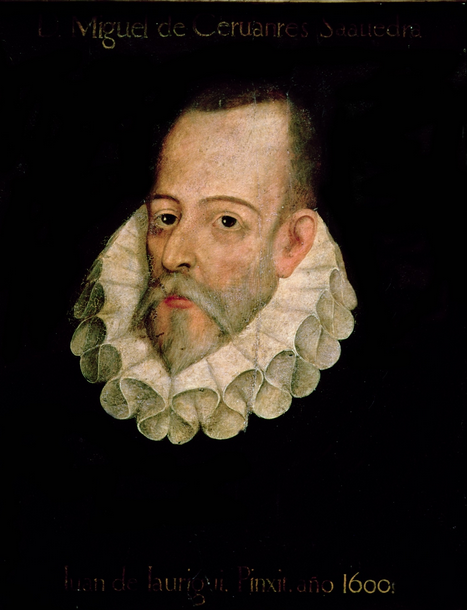 D. Miguel de Ceruantes Saauedra
Iuan de Iaurigui Pinxit. año 1600